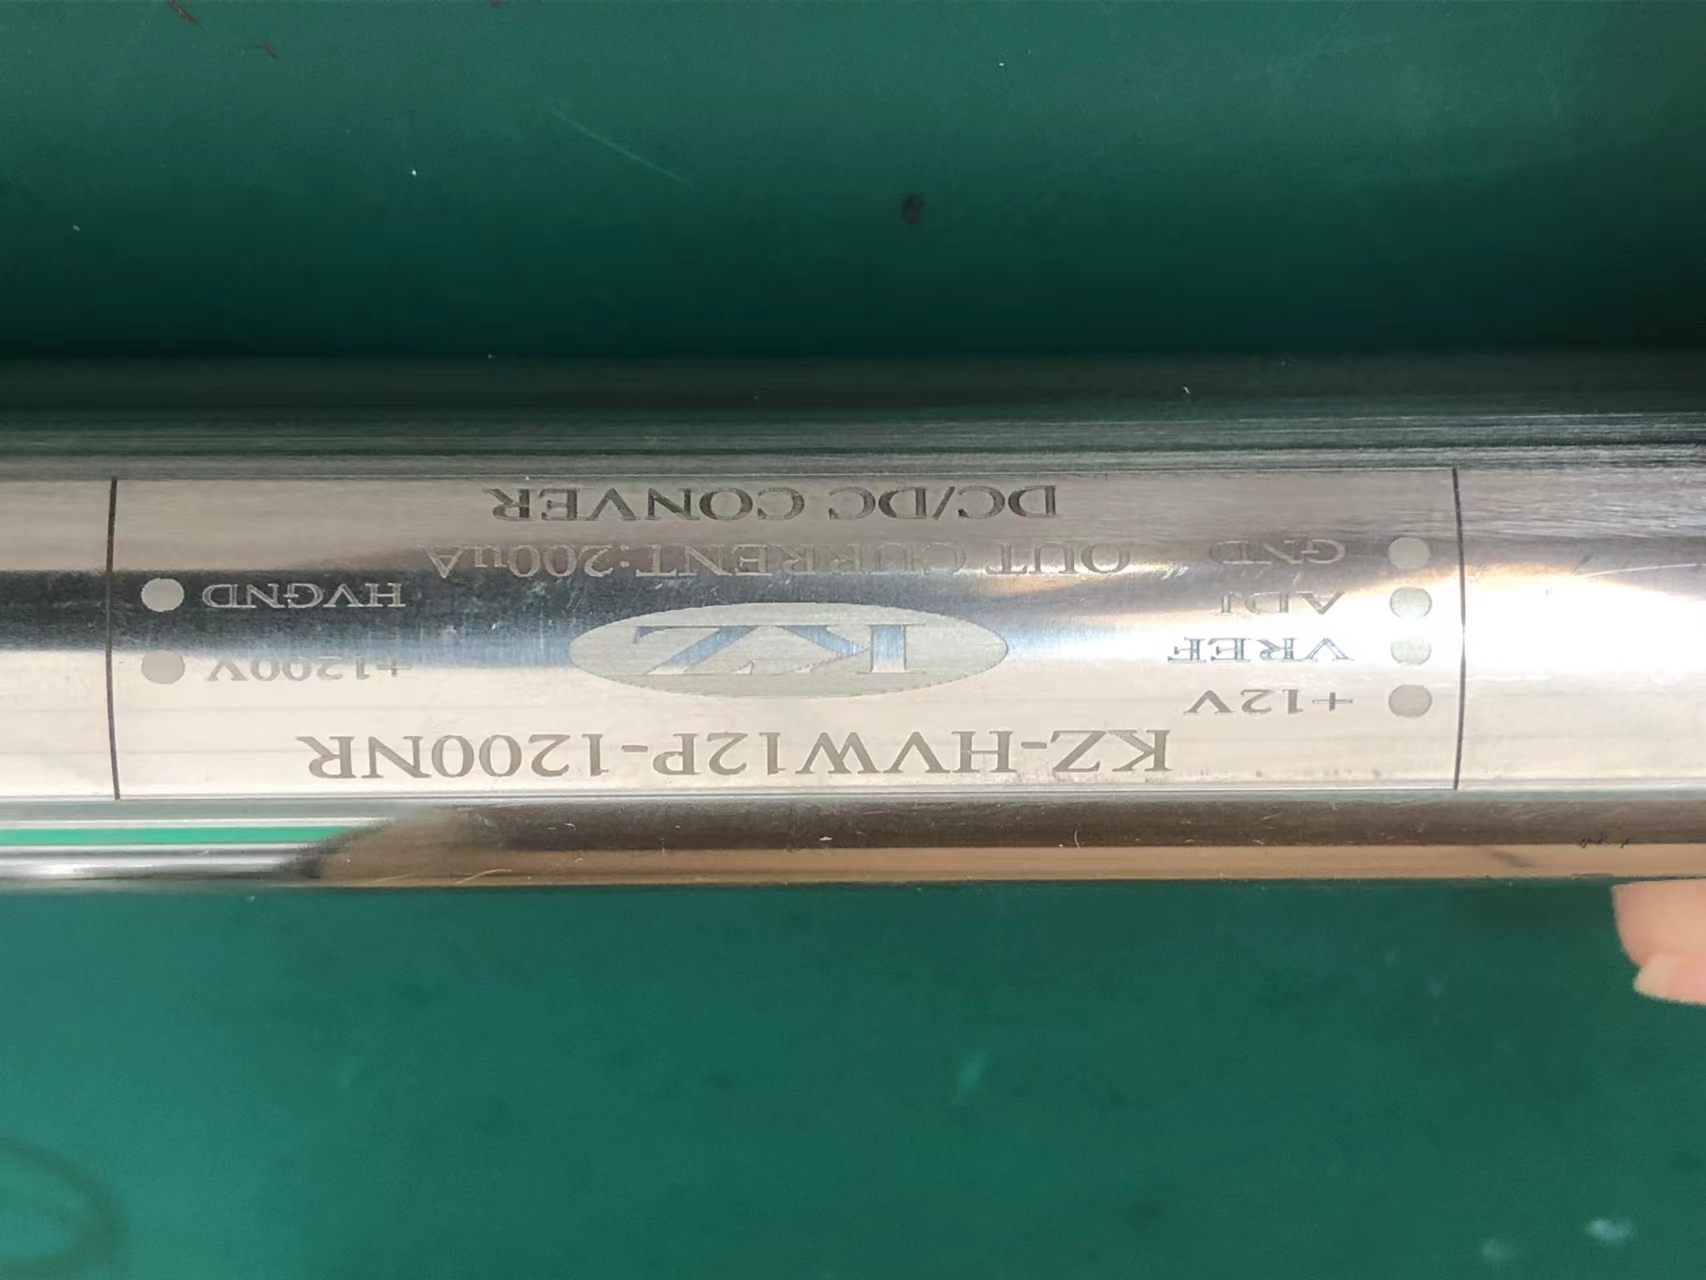 KZ-HVW12P-1200NR
+12V
VREF
ADJ
GND
KZ
+1200V
HVGND
OUT CURRENT:200uA
DC/DC CONVER